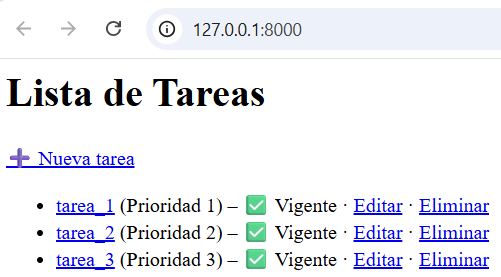 127.0.0.1:8000
Lista de Tareas
➕ Nueva tarea
• tarea_1 (Prioridad 1) – ✅ Vigente · Editar · Eliminar
• tarea_2 (Prioridad 2) – ✅ Vigente · Editar · Eliminar
• tarea_3 (Prioridad 3) – ✅ Vigente · Editar · Eliminar